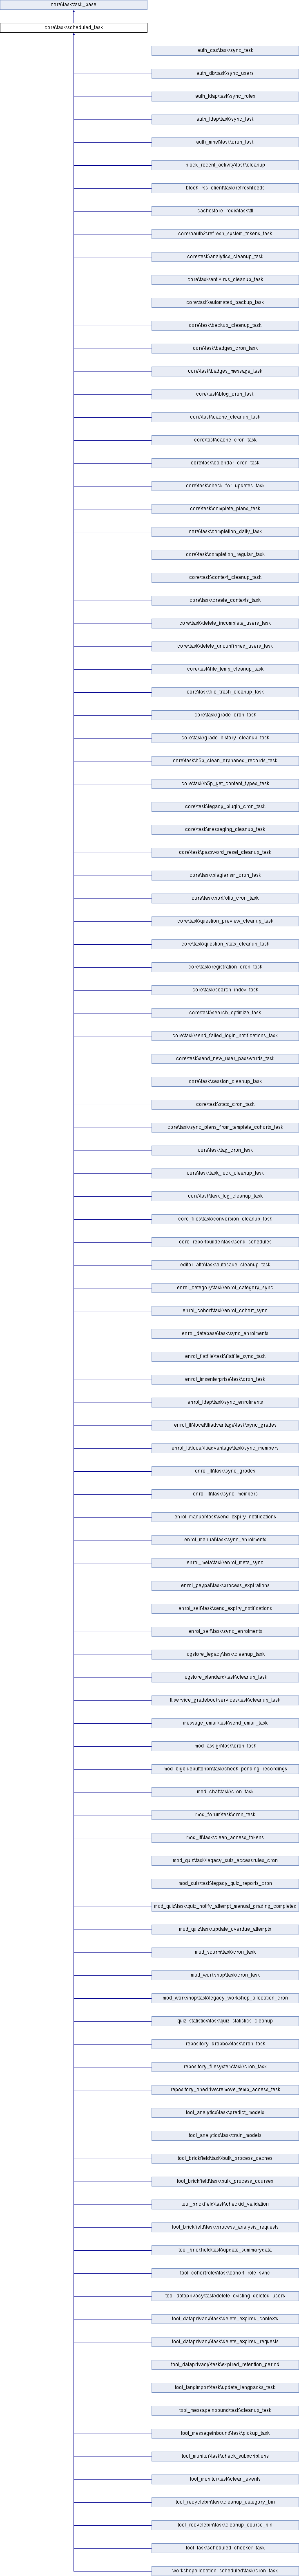 core\task\task_base
core\task\scheduled_task
auth_cas\task\sync_task
auth_db\task\sync_users
auth_ldap\task\sync_roles
auth_ldap\task\sync_task
auth_mnet\task\cron_task
block_recent_activity\task\cleanup
block_rss_client\task\refreshfeeds
cachestore_redis\task\ttl
core\oauth2\refresh_system_tokens_task
core\task\analytics_cleanup_task
core\task\antivirus_cleanup_task
core\task\automated_backup_task
core\task\backup_cleanup_task
core\task\badges_cron_task
core\task\badges_message_task
core\task\blog_cron_task
core\task\cache_cleanup_task
core\task\cache_cron_task
core\task\calendar_cron_task
core\task\check_for_updates_task
core\task\complete_plans_task
core\task\completion_daily_task
core\task\completion_regular_task
core\task\context_cleanup_task
core\task\create_contexts_task
core\task\delete_incomplete_users_task
core\task\delete_unconfirmed_users_task
core\task\file_temp_cleanup_task
core\task\file_trash_cleanup_task
core\task\grade_cron_task
core\task\grade_history_cleanup_task
core\task\h5p_clean_orphaned_records_task
core\task\h5p_get_content_types_task
core\task\legacy_plugin_cron_task
core\task\messaging_cleanup_task
core\task\password_reset_cleanup_task
core\task\plagiarism_cron_task
core\task\portfolio_cron_task
core\task\question_preview_cleanup_task
core\task\question_stats_cleanup_task
core\task\registration_cron_task
core\task\search_index_task
core\task\search_optimize_task
core\task\send_failed_login_notifications_task
core\task\send_new_user_passwords_task
core\task\session_cleanup_task
core\task\stats_cron_task
core\task\sync_plans_from_template_cohorts_task
core\task\tag_cron_task
core\task\task_lock_cleanup_task
core\task\task_log_cleanup_task
core_files\task\conversion_cleanup_task
core_reportbuilder\task\send_schedules
editor_atto\task\autosave_cleanup_task
enrol_category\task\enrol_category_sync
enrol_cohort\task\enrol_cohort_sync
enrol_database\task\sync_enrolments
enrol_flatfile\task\flatfile_sync_task
enrol_imsenterprise\task\cron_task
enrol_ldap\task\sync_enrolments
enrol_lti\local\ltiadvantage\task\sync_grades
enrol_lti\local\ltiadvantage\task\sync_members
enrol_lti\task\sync_grades
enrol_lti\task\sync_members
enrol_manual\task\send_expiry_notifications
enrol_manual\task\sync_enrolments
enrol_meta\task\enrol_meta_sync
enrol_paypal\task\process_expirations
enrol_self\task\send_expiry_notifications
enrol_self\task\sync_enrolments
logstore_legacy\task\cleanup_task
logstore_standard\task\cleanup_task
ltiservice_gradebookservices\task\cleanup_task
message_email\task\send_email_task
mod_assign\task\cron_task
mod_bigbluebuttonbn\task\check_pending_recordings
mod_chat\task\cron_task
mod_forum\task\cron_task
mod_lti\task\clean_access_tokens
mod_quiz\task\legacy_quiz_accessrules_cron
mod_quiz\task\legacy_quiz_reports_cron
mod_quiz\task\quiz_notify_attempt_manual_grading_completed
mod_quiz\task\update_overdue_attempts
mod_scorm\task\cron_task
mod_workshop\task\cron_task
mod_workshop\task\legacy_workshop_allocation_cron
quiz_statistics\task\quiz_statistics_cleanup
repository_dropbox\task\cron_task
repository_filesystem\task\cron_task
repository_onedrive\remove_temp_access_task
tool_analytics\task\predict_models
tool_analytics\task\train_models
tool_brickfield\task\bulk_process_caches
tool_brickfield\task\bulk_process_courses
tool_brickfield\task\checkid_validation
tool_brickfield\task\process_analysis_requests
tool_brickfield\task\update_summarydata
tool_cohortroles\task\cohort_role_sync
tool_dataprivacy\task\delete_existing_deleted_users
tool_dataprivacy\task\delete_expired_contexts
tool_dataprivacy\task\delete_expired_requests
tool_dataprivacy\task\expired_retention_period
tool_langimport\task\update_langpacks_task
tool_messageinbound\task\cleanup_task
tool_messageinbound\task\pickup_task
tool_monitor\task\check_subscriptions
tool_monitor\task\clean_events
tool_recyclebin\task\cleanup_category_bin
tool_recyclebin\task\cleanup_course_bin
tool_task\scheduled_checker_task
workshopallocation_scheduled\task\cron_task